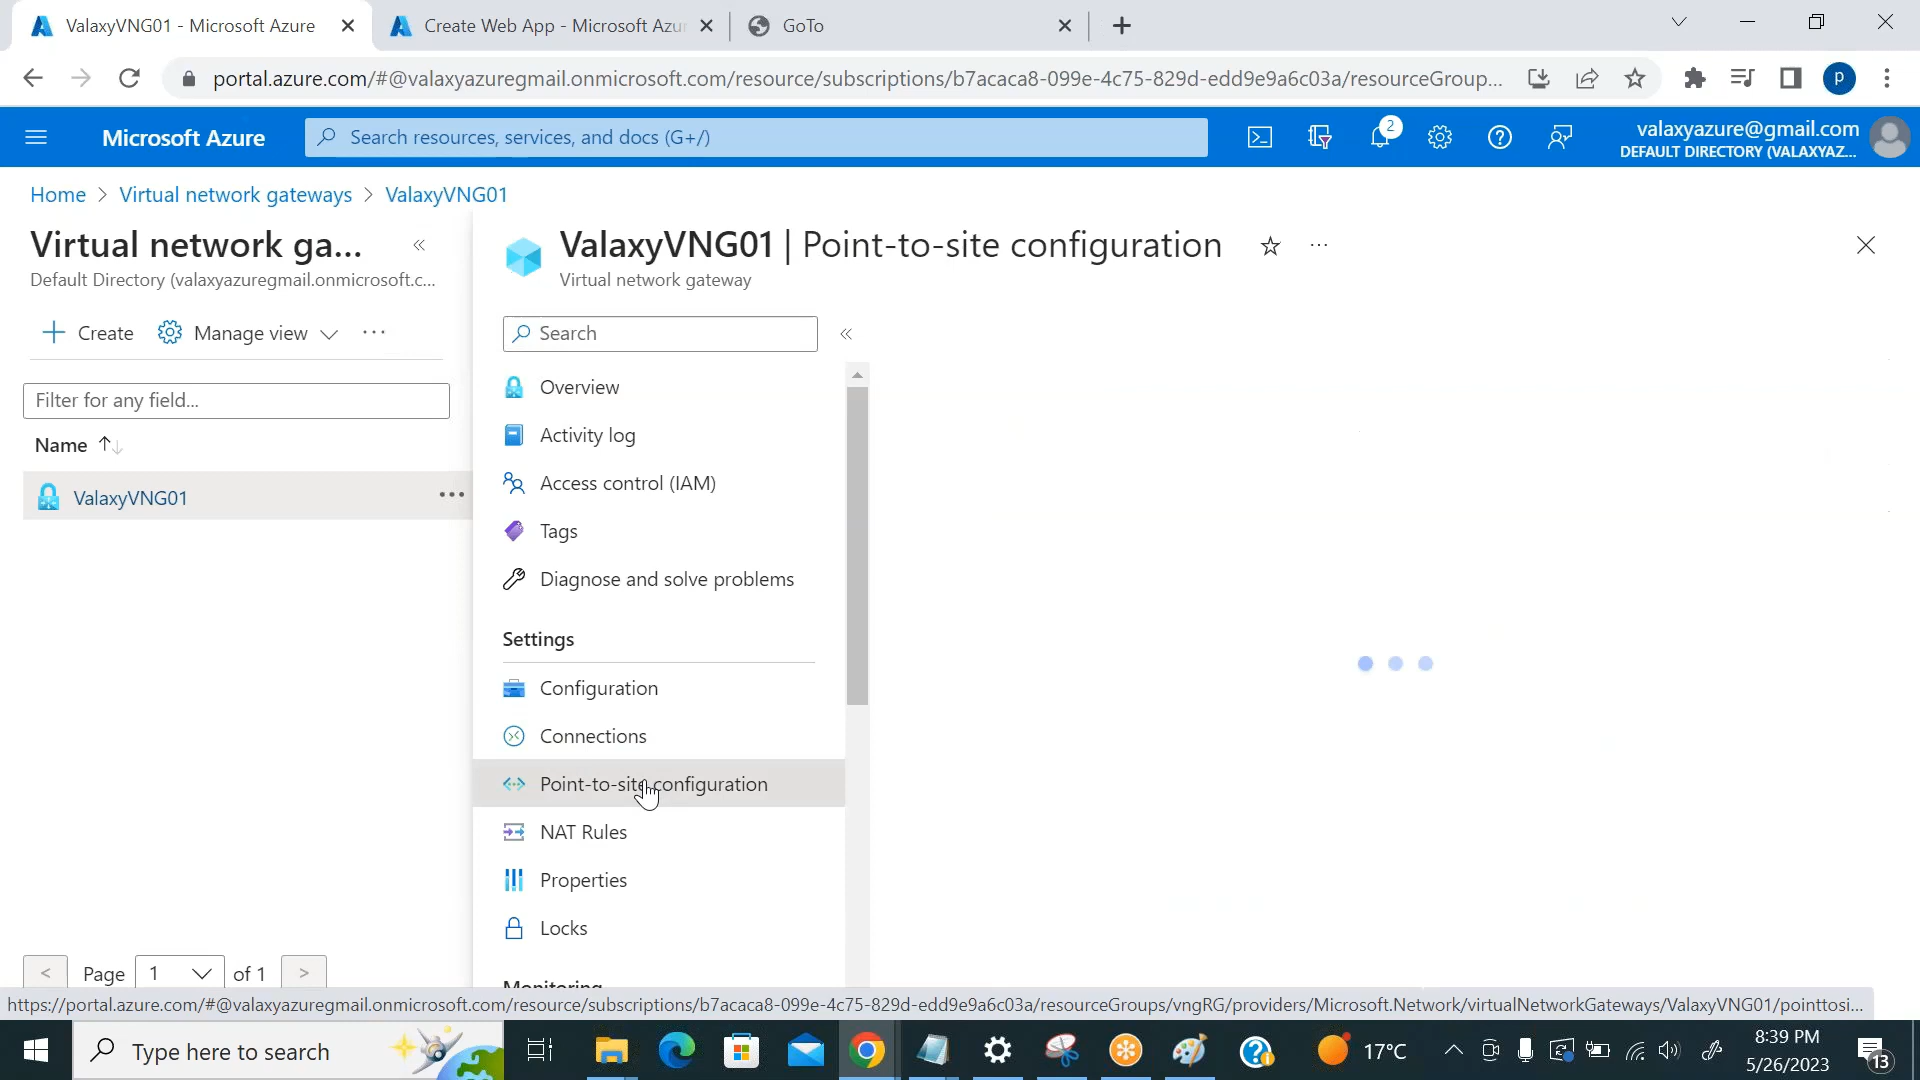 ValaxyVNG01 - Microsoft Azure
Create Web App - Microsoft Azu
GoTo
portal.azure.com/#@valaxyazuregmail.onmicrosoft.com/resource/subscriptions/b7acaca8-099e-4c75-829d-edd9e9a6c03a/resourceGroup...
P
Microsoft Azure
Search resources, services, and docs (G+/)
2
valaxyazure@gmail.com
DEFAULT DIRECTORY (VALAXYAZ...
Home > Virtual network gateways > ValaxyVNG01
Virtual network ga...
Default Directory (valaxyazuregmail.onmicrosoft.c...
Create
Manage view
Filter for any field...
Name
ValaxyVNG01
< Page 1 of 1 >
ValaxyVNG01 | Point-to-site configuration
Virtual network gateway
Search
Overview
Activity log
Access control (IAM)
Tags
Diagnose and solve problems
Settings
Configuration
Connections
Point-to-site configuration
NAT Rules
Properties
Locks
Monitoring
https://portal.azure.com/#@valaxyazuregmail.onmicrosoft.com/resource/subscriptions/b7acaca8-099e-4c75-829d-edd9e9a6c03a/resourceGroups/vngRG/providers/Microsoft.Network/virtualNetworkGateways/ValaxyVNG01/pointtosi...
Type here to search
17°C
8:39 PM
5/26/2023
13